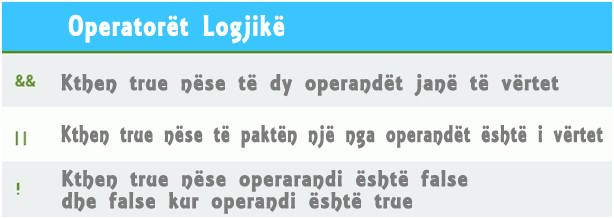 Operatorët Logjikë
&& Kthen true nëse të dy operandët janë të vërtet
|| Kthen true nëse të paktën një nga operandët është i vërtet
! Kthen true nëse operarandi është false
dhe false kur operandi është true